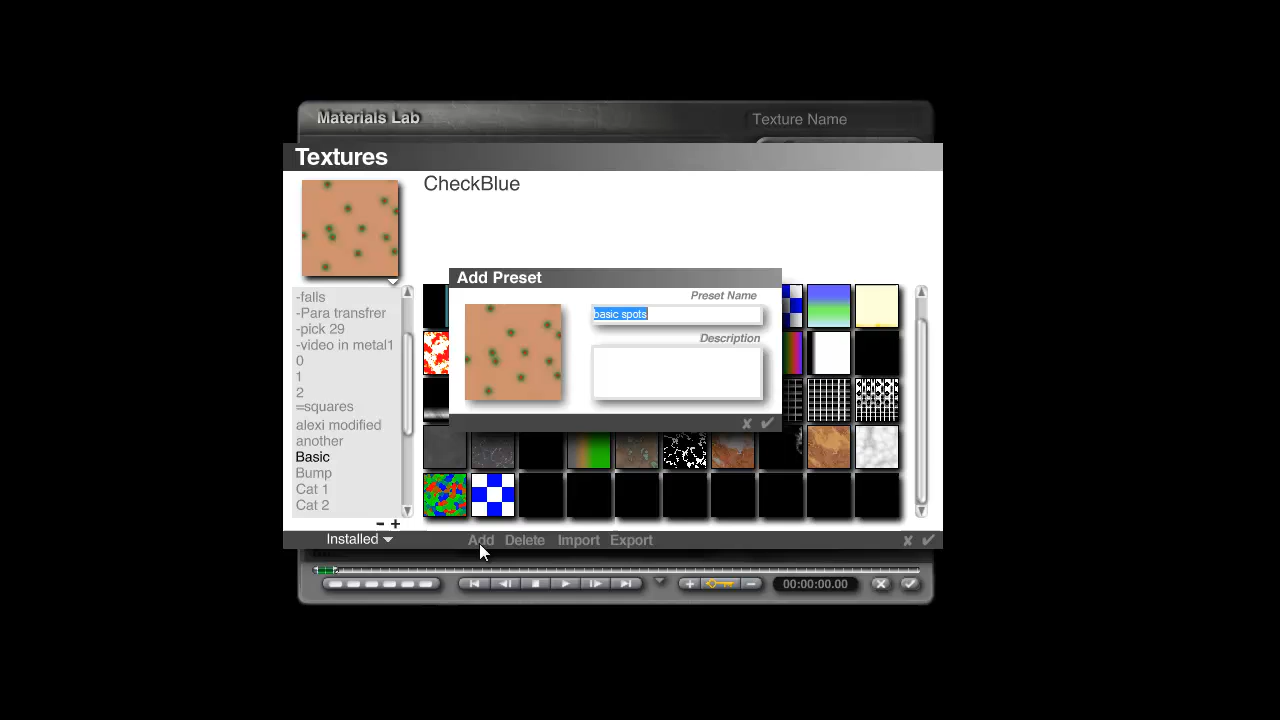 Materials Lab
Texture Name
Textures
CheckBlue
Add Preset
Preset Name
basic spots
Description
-falls
-Para transfrer
-pick 29
-video in metal1
0
1
2
=squares
alexi modified
another
Basic
Bump
Cat 1
Cat 2
- +
Installed
Add
Delete
Import
Export
00:00:00.00